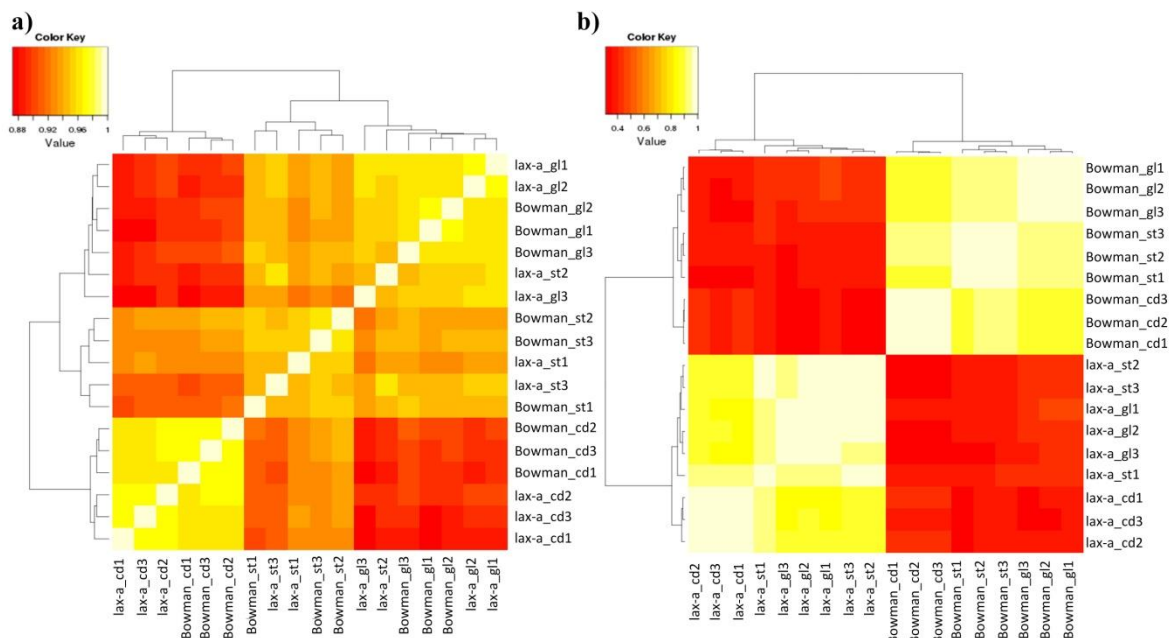 a)
Color Key
0.88 0.92 0.96 1
Value
lax-a_gl1
lax-a_gl2
Bowman_gl2
Bowman_gl1
Bowman_gl3
lax-a_st2
lax-a_gl3
Bowman_st2
Bowman_st3
lax-a_st1
lax-a_st3
Bowman_st1
Bowman_cd2
Bowman_cd3
Bowman_cd1
lax-a_cd2
lax-a_cd3
lax-a_cd1
lax-a_cd1
lax-a_cd3
lax-a_cd2
Bowman_cd1
Bowman_cd3
Bowman_cd2
Bowman_st1
lax-a_st3
lax-a_st1
Bowman_st3
Bowman_st2
lax-a_gl3
lax-a_st2
Bowman_gl3
Bowman_gl1
Bowman_gl2
lax-a_gl2
lax-a_gl1
b)
Color Key
0.4 0.6 0.8 1
Value
Bowman_gl1
Bowman_gl2
Bowman_gl3
Bowman_st3
Bowman_st2
Bowman_st1
Bowman_cd3
Bowman_cd2
Bowman_cd1
lax-a_st2
lax-a_st3
lax-a_gl1
lax-a_gl2
lax-a_gl3
lax-a_st1
lax-a_cd1
lax-a_cd3
lax-a_cd2
lax-a_cd2
lax-a_cd3
lax-a_cd1
lax-a_st1
lax-a_gl3
lax-a_gl2
lax-a_gl1
lax-a_st3
lax-a_st2
Bowman_cd1
Bowman_cd2
Bowman_cd3
Bowman_st1
Bowman_st2
Bowman_st3
Bowman_gl3
Bowman_gl2
Bowman_gl1